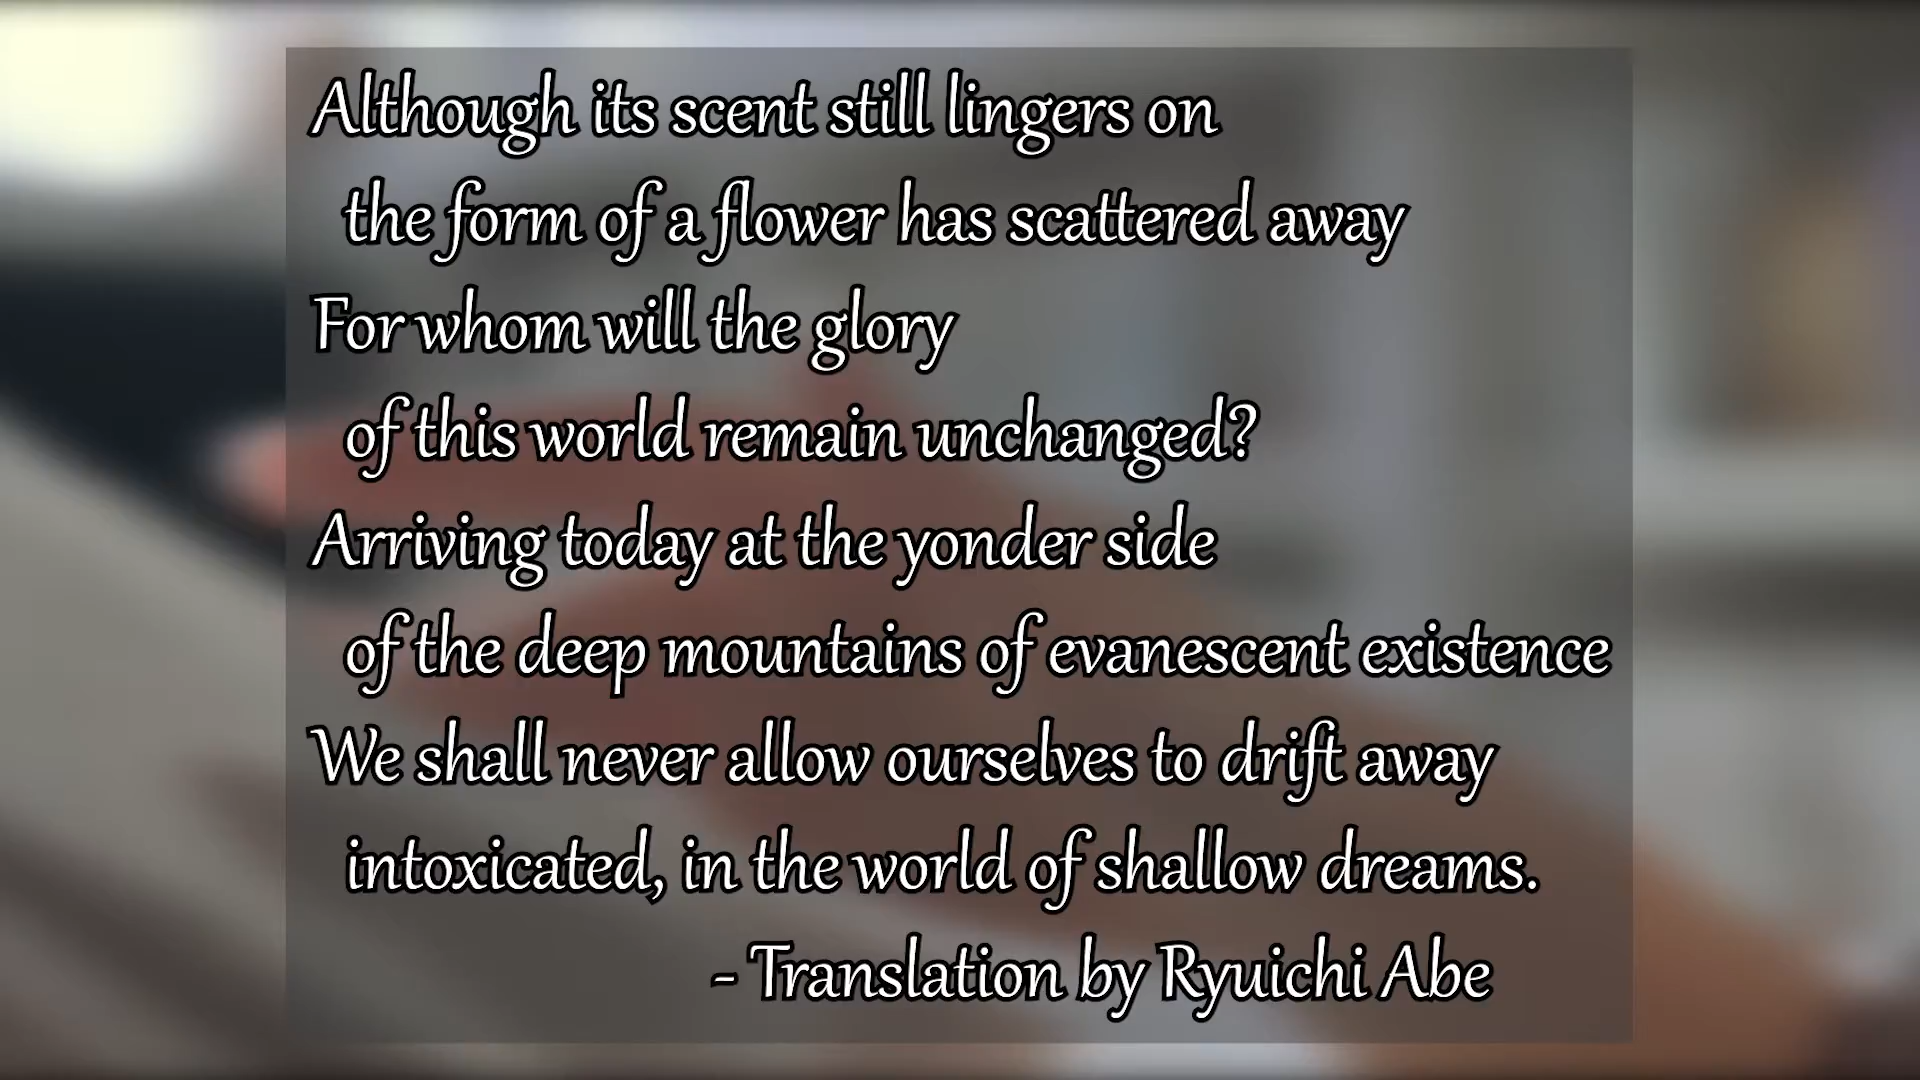 Although its scent still lingers on
the form of a flower has scattered away
For whom will the glory
of this world remain unchanged?
Arriving today at the yonder side
of the deep mountains of evanescent existence
We shall never allow ourselves to drift away
intoxicated, in the world of shallow dreams.
- Translation by Ryuichi Abe